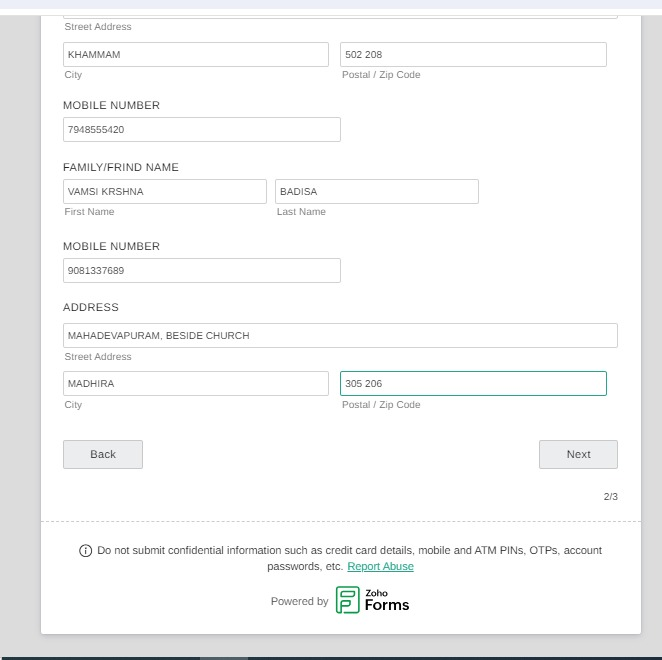 Street Address
KHAMMAM 502 208
City Postal / Zip Code
MOBILE NUMBER
7948555420
FAMILY/FRIND NAME
VAMSI KRSHNA BADISA
First Name Last Name
MOBILE NUMBER
9081337689
ADDRESS
MAHADEVAPURAM, BESIDE CHURCH
Street Address
MADHIRA 305 206
City Postal / Zip Code
Back Next
2/3
Do not submit confidential information such as credit card details, mobile and ATM PINs, OTPs, account
passwords, etc. Report Abuse
Powered by Zoho
Forms